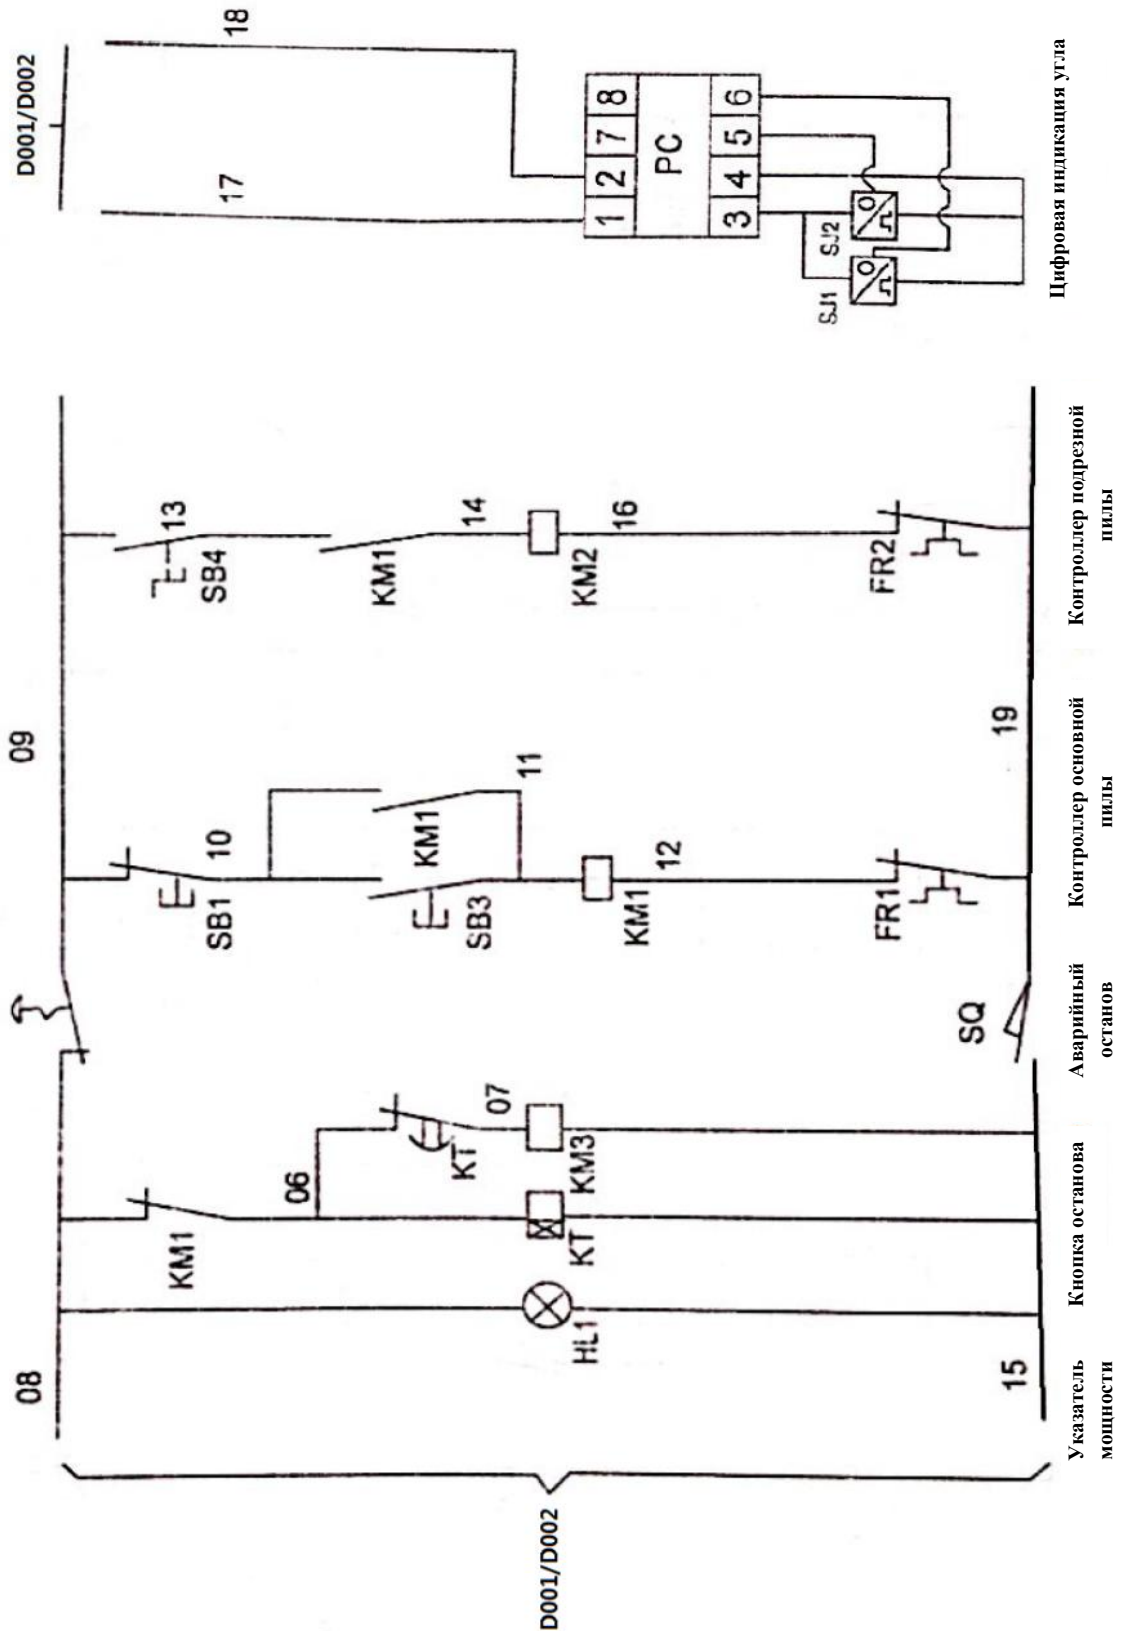 D001/D002
08
HL1
15
KM1
06
KT
KT
07
KM3
SQ
09
10
SB1
SB3
KM1
11
KM1
12
FR1
19
13
SB4
KM1
14
KM2
16
FR2
D001/D002
17
18
1 2 7 8
PC
3 4 5 6
SJ1
SJ2
Указатель
мощности
Кнопка останова
Аварийный
останов
Контроллер основной
пилы
Контроллер подрезной
пилы
Цифровая индикация угла